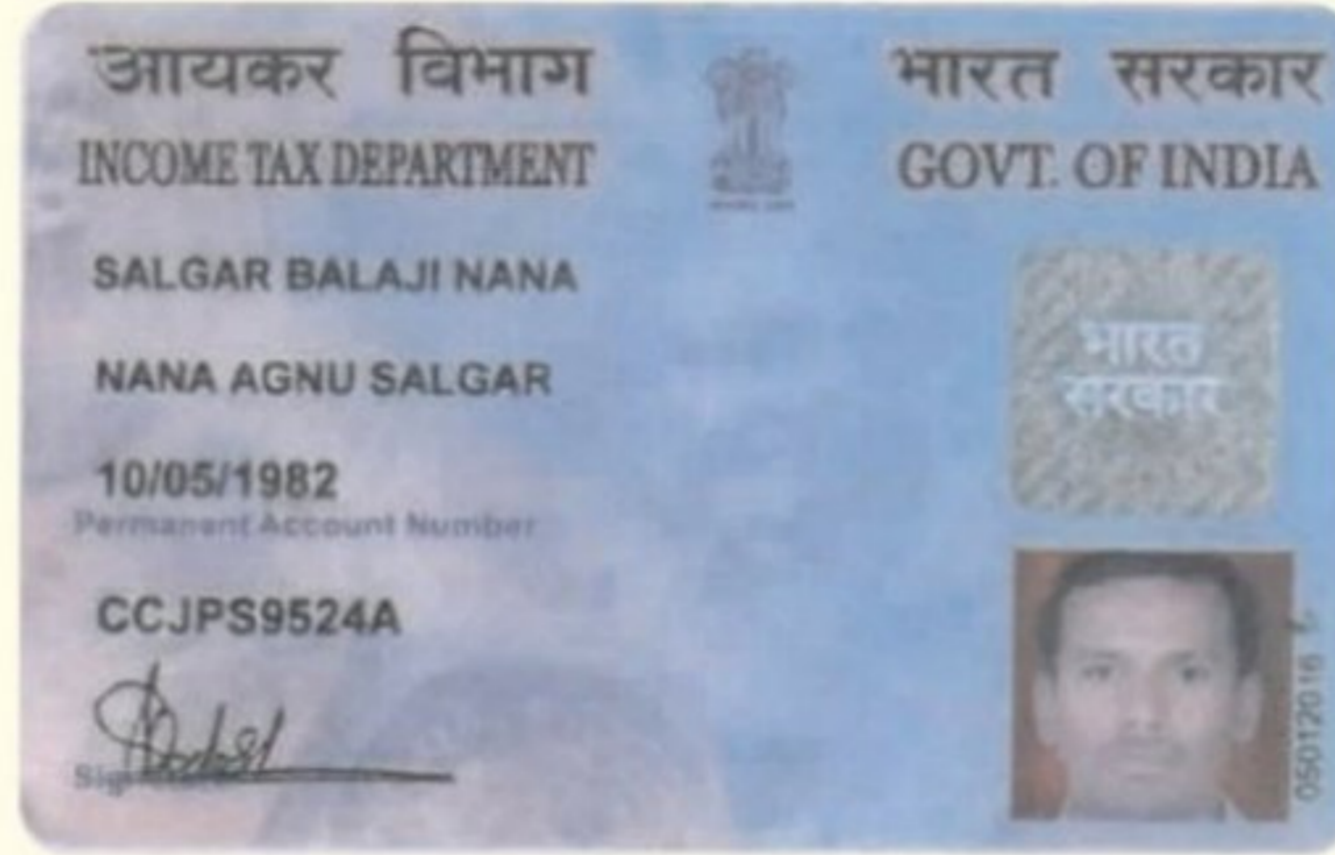 आयकर विभाग
भारत सरकार
INCOME TAX DEPARTMENT
GOVT. OF INDIA
SALGAR BALAJI NANA
NANA AGNU SALGAR
10/05/1982
Permanent Account Number
CCJPS9524A
भारत
सरकार
05012016